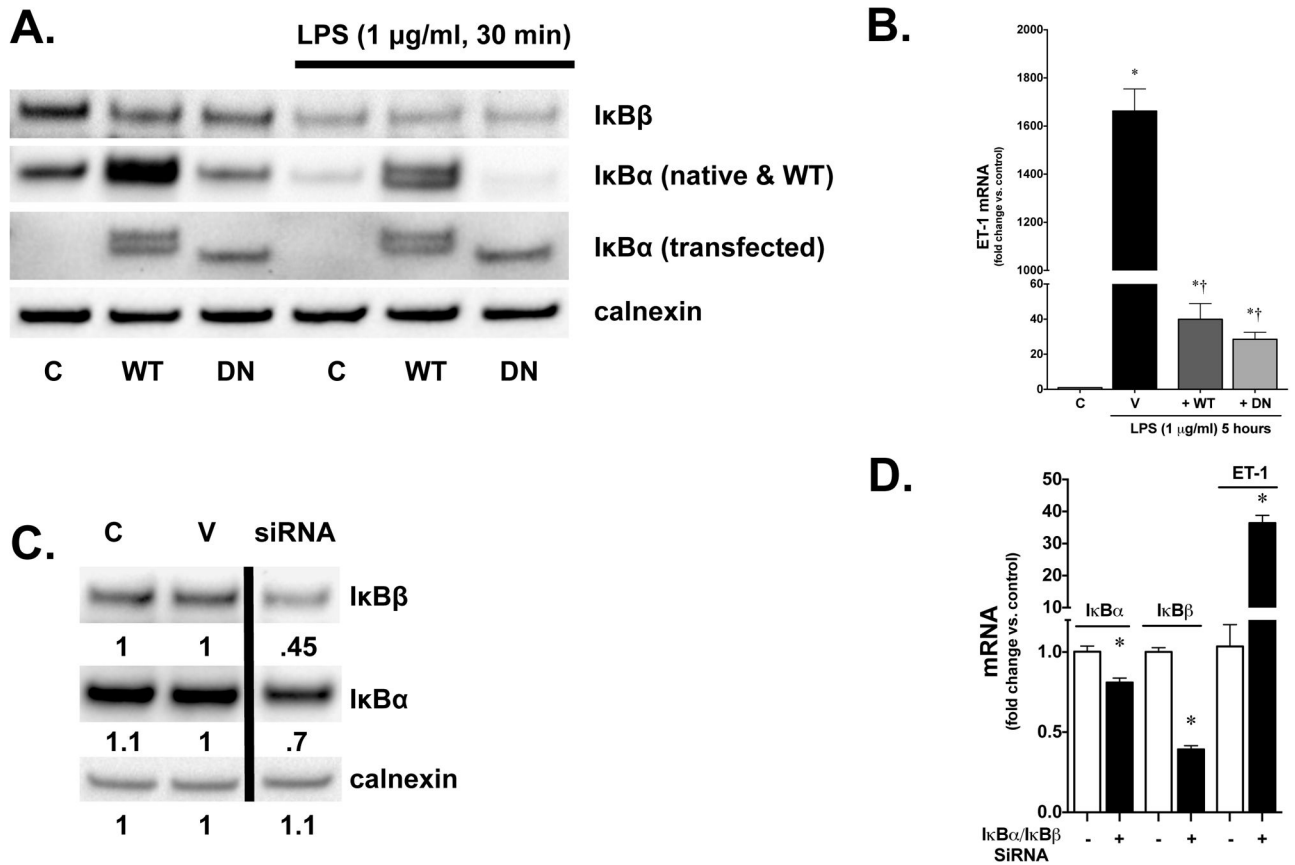 A.
LPS (1 µg/ml, 30 min)
IκBβ
IκBα (native & WT)
IκBα (transfected)
calnexin
C WT DN C WT DN
B.
2000
1800
1600
1400
1200
1000
60
40
20
0
ET-1 mRNA
(fold change vs. control)
*
*†
*†
C V + WT + DN
LPS (1 μg/ml) 5 hours
C.
C V siRNA
IκBβ
1 1 .45
IκBα
1.1 1 .7
calnexin
1 1 1.1
D.
mRNA
(fold change vs. control)
50
40
30
20
10
1.0
0.5
0.0
ET-1
*
IκBα
IκBβ
*
*
IκBα/IκBβ
SiRNA
- + - + - +